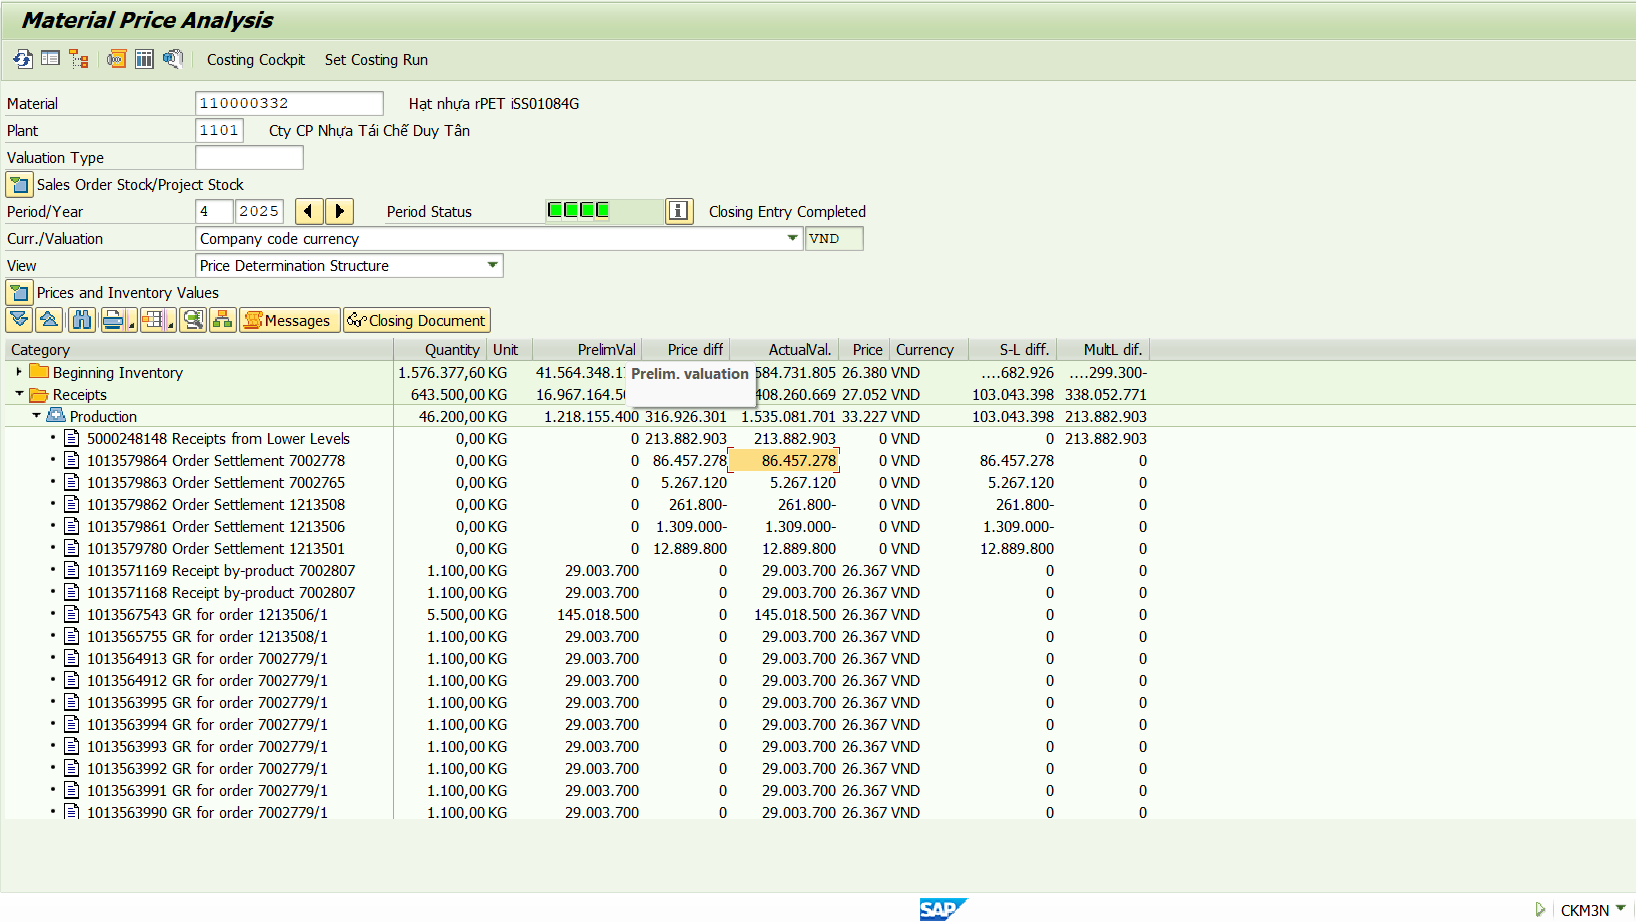 Material Price Analysis
Costing Cockpit Set Costing Run
Material 110000332 Hạt nhựa rPET iSS01084G
Plant 1101 Cty CP Nhựa Tái Chế Duy Tân
Valuation Type
Sales Order Stock/Project Stock
Period/Year 4 2025 Period Status Closing Entry Completed
Curr./Valuation Company code currency VND
View Price Determination Structure
Prices and Inventory Values
Messages Closing Document
Category Quantity Unit PrelimVal Price diff ActualVal. Price Currency S-L diff. MultL dif.
Beginning Inventory 1.576.377,60 KG 41.564.348.1 584.731.805 26.380 VND ....682.926 ....299.300-
Prelim. valuation
Receipts 643.500,00 KG 16.967.164.5 408.260.669 27.052 VND 103.043.398 338.052.771
Production 46.200,00 KG 1.218.155.400 316.926.301 1.535.081.701 33.227 VND 103.043.398 213.882.903
5000248148 Receipts from Lower Levels 0,00 KG 0 213.882.903 213.882.903 0 VND 0 213.882.903
1013579864 Order Settlement 7002778 0,00 KG 0 86.457.278 86.457.278 0 VND 86.457.278 0
1013579863 Order Settlement 7002765 0,00 KG 0 5.267.120 5.267.120 0 VND 5.267.120 0
1013579862 Order Settlement 1213508 0,00 KG 0 261.800- 261.800- 0 VND 261.800- 0
1013579861 Order Settlement 1213506 0,00 KG 0 1.309.000- 1.309.000- 0 VND 1.309.000- 0
1013579780 Order Settlement 1213501 0,00 KG 0 12.889.800 12.889.800 0 VND 12.889.800 0
1013571169 Receipt by-product 7002807 1.100,00 KG 29.003.700 0 29.003.700 26.367 VND 0 0
1013571168 Receipt by-product 7002807 1.100,00 KG 29.003.700 0 29.003.700 26.367 VND 0 0
1013567543 GR for order 1213506/1 5.500,00 KG 145.018.500 0 145.018.500 26.367 VND 0 0
1013565755 GR for order 1213508/1 1.100,00 KG 29.003.700 0 29.003.700 26.367 VND 0 0
1013564913 GR for order 7002779/1 1.100,00 KG 29.003.700 0 29.003.700 26.367 VND 0 0
1013564912 GR for order 7002779/1 1.100,00 KG 29.003.700 0 29.003.700 26.367 VND 0 0
1013563995 GR for order 7002779/1 1.100,00 KG 29.003.700 0 29.003.700 26.367 VND 0 0
1013563994 GR for order 7002779/1 1.100,00 KG 29.003.700 0 29.003.700 26.367 VND 0 0
1013563993 GR for order 7002779/1 1.100,00 KG 29.003.700 0 29.003.700 26.367 VND 0 0
1013563992 GR for order 7002779/1 1.100,00 KG 29.003.700 0 29.003.700 26.367 VND 0 0
1013563991 GR for order 7002779/1 1.100,00 KG 29.003.700 0 29.003.700 26.367 VND 0 0
1013563990 GR for order 7002779/1 1.100,00 KG 29.003.700 0 29.003.700 26.367 VND 0 0
SAP CKM3N